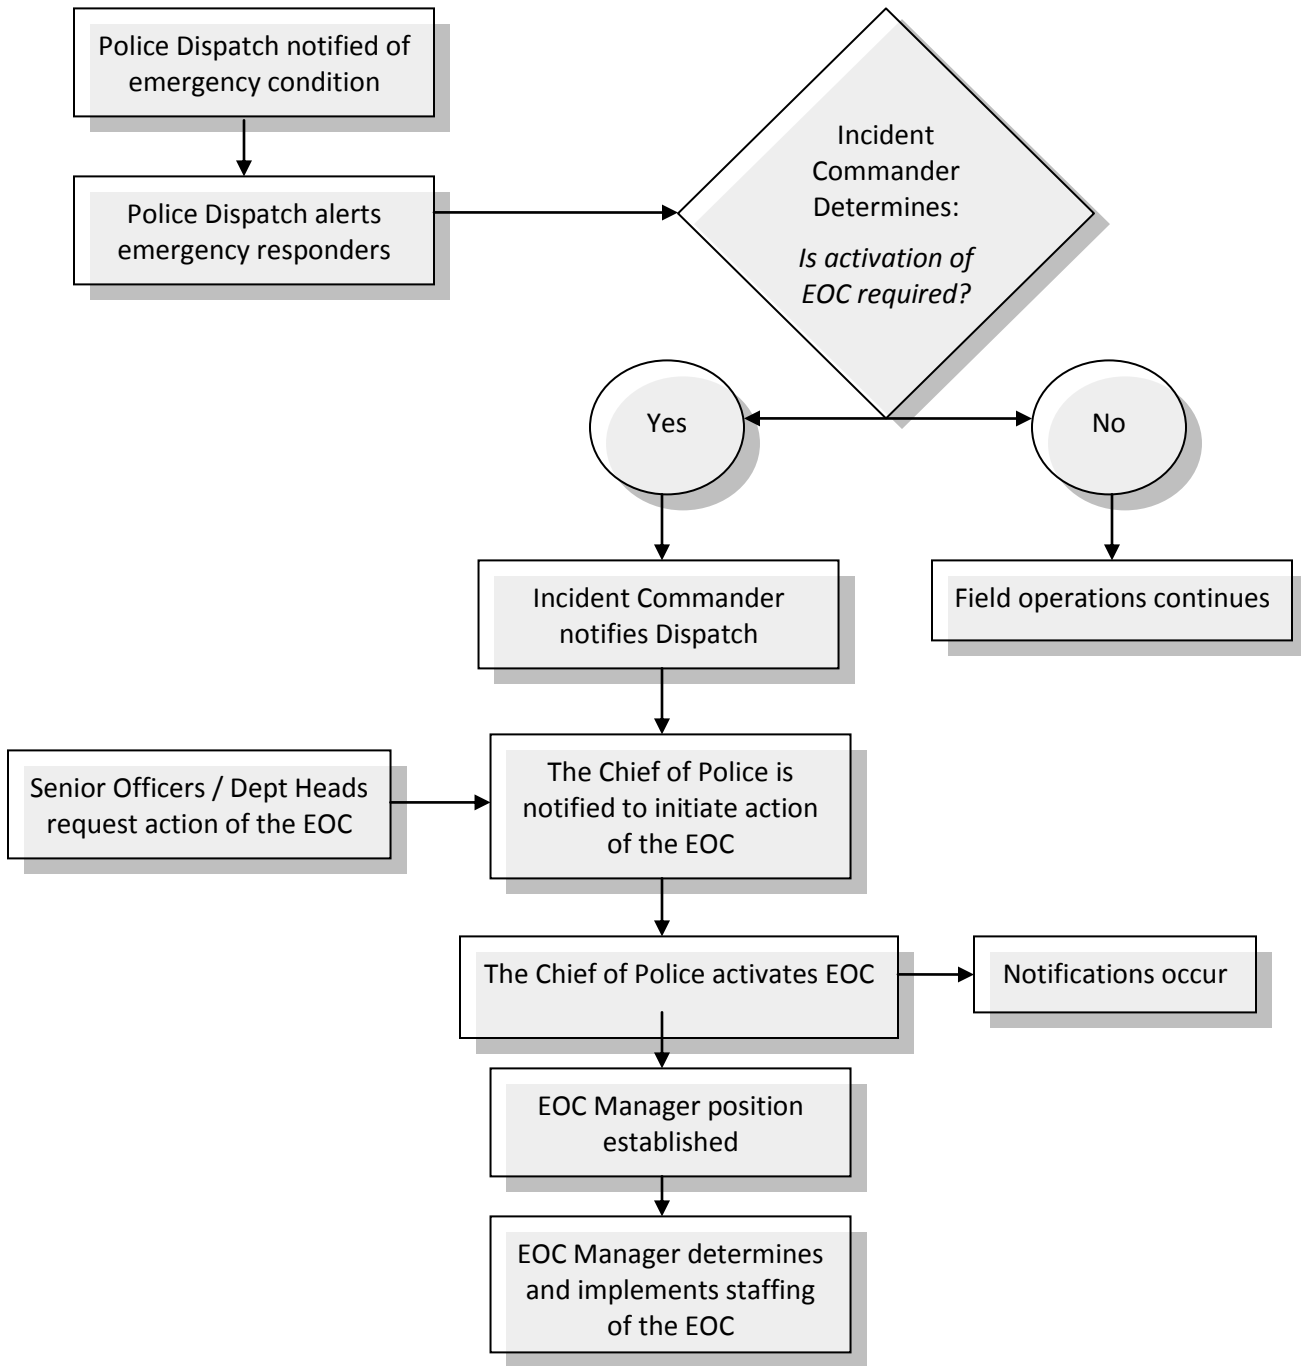 Police Dispatch notified of
emergency condition
Police Dispatch alerts
emergency responders
Incident
Commander
Determines:
Is activation of
EOC required?
Yes
No
Incident Commander
notifies Dispatch
Field operations continues
Senior Officers / Dept Heads
request action of the EOC
The Chief of Police is
notified to initiate action
of the EOC
The Chief of Police activates EOC
Notifications occur
EOC Manager position
established
EOC Manager determines
and implements staffing
of the EOC